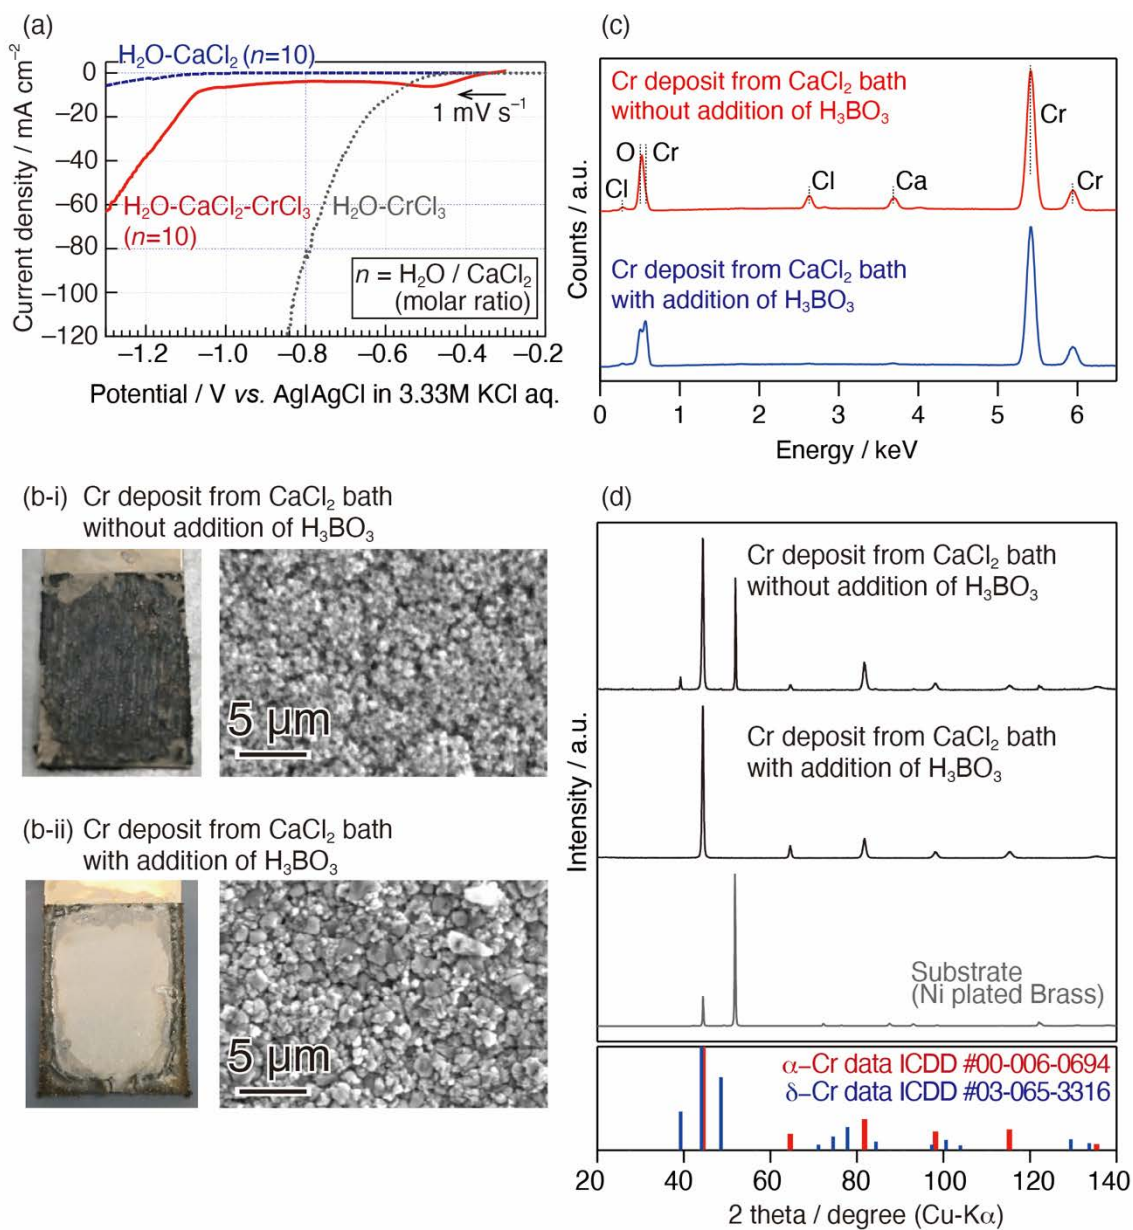 (a)
H₂O-CaCl₂ (n=10)
0
−20
−40
−60
−80
−100
−120
Current density / mA cm⁻²
1 mV s⁻¹
H₂O-CaCl₂-CrCl₃
(n=10)
H₂O-CrCl₃
n = H₂O / CaCl₂
(molar ratio)
−1.2
−1.0
−0.8
−0.6
−0.4
−0.2
Potential / V vs. Ag|AgCl in 3.33M KCl aq.
(c)
Cr deposit from CaCl₂ bath
without addition of H₃BO₃
Cl
O
Cr
Cl
Ca
Cr
Cr
Cr deposit from CaCl₂ bath
with addition of H₃BO₃
Counts / a.u.
0
1
2
3
4
5
6
Energy / keV
(b-i) Cr deposit from CaCl₂ bath
without addition of H₃BO₃
5 μm
(b-ii) Cr deposit from CaCl₂ bath
with addition of H₃BO₃
5 μm
(d)
Cr deposit from CaCl₂ bath
without addition of H₃BO₃
Cr deposit from CaCl₂ bath
with addition of H₃BO₃
Substrate
(Ni plated Brass)
Intensity / a.u.
α−Cr data ICDD #00-006-0694
δ−Cr data ICDD #03-065-3316
20
40
60
80
100
120
140
2 theta / degree (Cu-Kα)